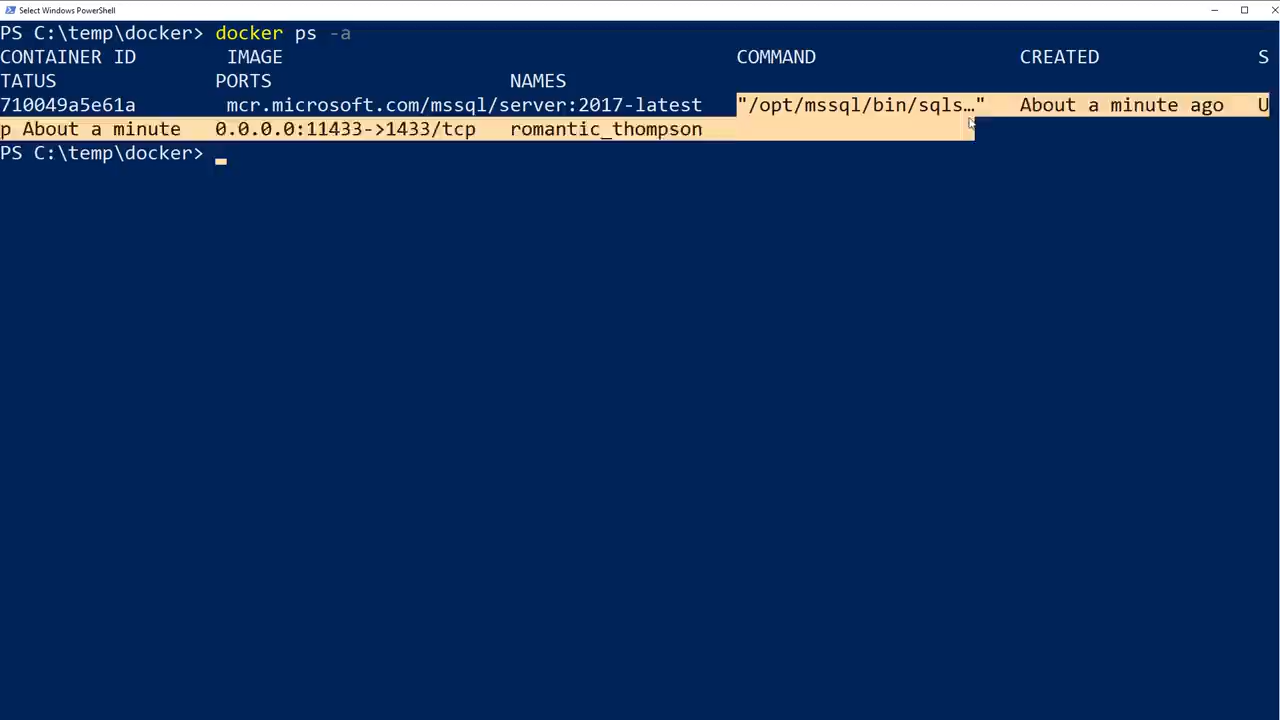 Select Windows PowerShell
PS C:\temp\docker> docker ps -a
CONTAINER ID        IMAGE                                        COMMAND                  CREATED              S
TATUS              PORTS                     NAMES
710049a5e61a        mcr.microsoft.com/mssql/server:2017-latest   "/opt/mssql/bin/sqls…"   About a minute ago   U
p About a minute   0.0.0.0:11433->1433/tcp   romantic_thompson
PS C:\temp\docker>